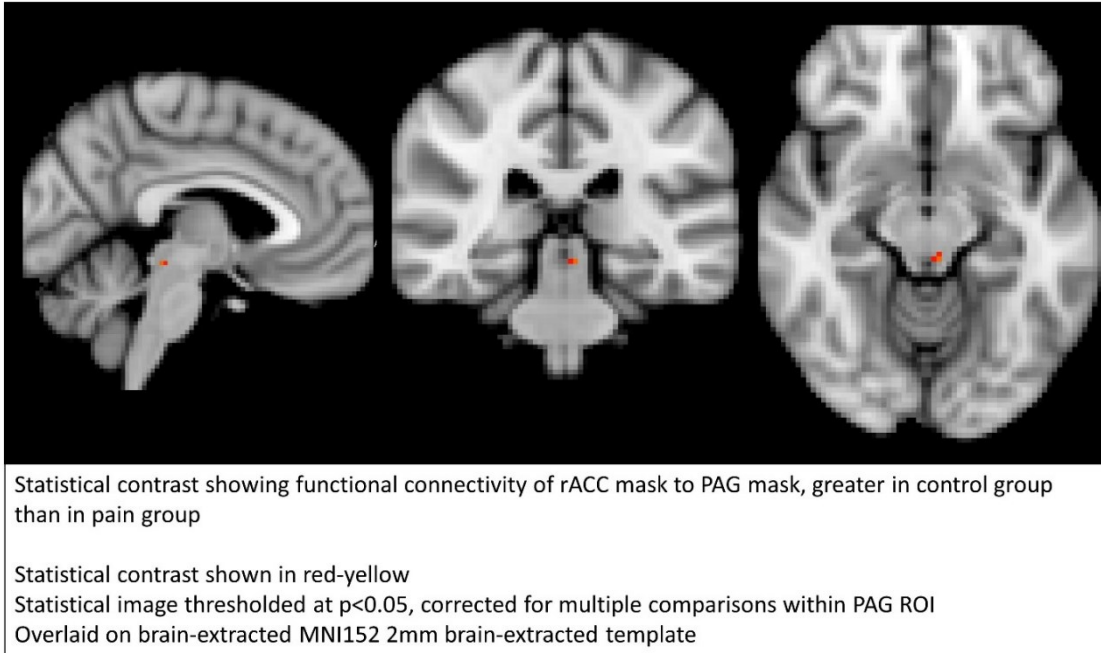 Statistical contrast showing functional connectivity of rACC mask to PAG mask, greater in control group
than in pain group
Statistical contrast shown in red-yellow
Statistical image thresholded at p<0.05, corrected for multiple comparisons within PAG ROI
Overlaid on brain-extracted MNI152 2mm brain-extracted template